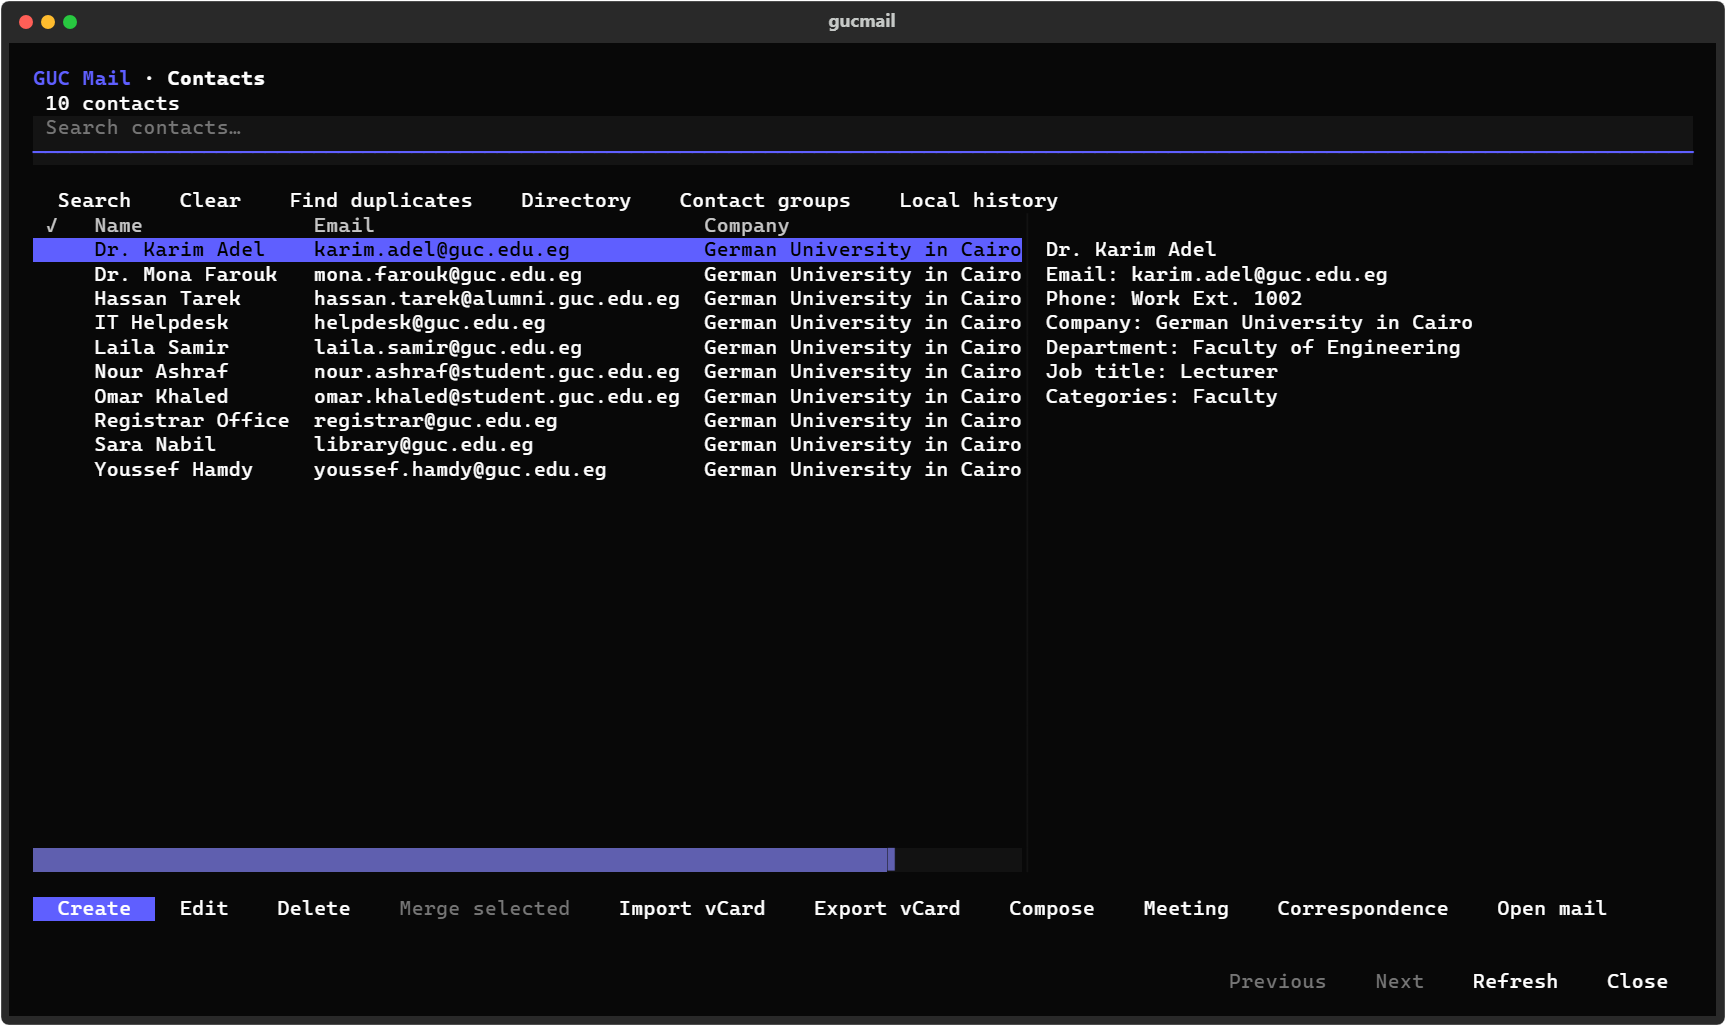 gucmail
GUC Mail · Contacts
10 contacts
Search contacts…
Search Clear Find duplicates Directory Contact groups Local history
√ Name Email Company
Dr. Karim Adel karim.adel@guc.edu.eg German University in Cairo
Dr. Mona Farouk mona.farouk@guc.edu.eg German University in Cairo
Hassan Tarek hassan.tarek@alumni.guc.edu.eg German University in Cairo
IT Helpdesk helpdesk@guc.edu.eg German University in Cairo
Laila Samir laila.samir@guc.edu.eg German University in Cairo
Nour Ashraf nour.ashraf@student.guc.edu.eg German University in Cairo
Omar Khaled omar.khaled@student.guc.edu.eg German University in Cairo
Registrar Office registrar@guc.edu.eg German University in Cairo
Sara Nabil library@guc.edu.eg German University in Cairo
Youssef Hamdy youssef.hamdy@guc.edu.eg German University in Cairo
Dr. Karim Adel
Email: karim.adel@guc.edu.eg
Phone: Work Ext. 1002
Company: German University in Cairo
Department: Faculty of Engineering
Job title: Lecturer
Categories: Faculty
Create Edit Delete Merge selected Import vCard Export vCard Compose Meeting Correspondence Open mail
Previous Next Refresh Close